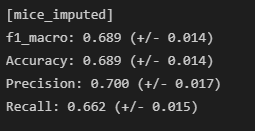 [mice_imputed]
f1_macro: 0.689 (+/- 0.014)
Accuracy: 0.689 (+/- 0.014)
Precision: 0.700 (+/- 0.017)
Recall: 0.662 (+/- 0.015)